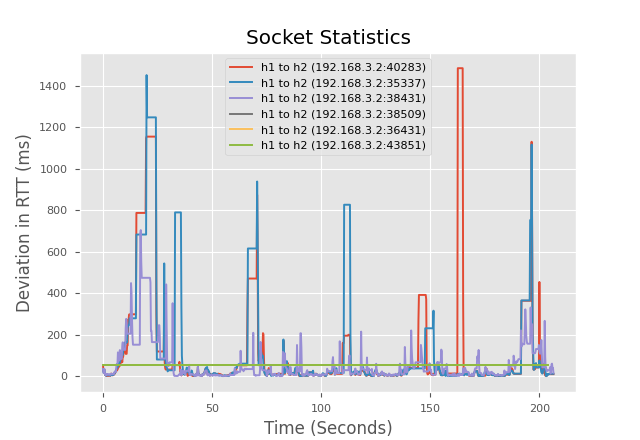 Socket Statistics
h1 to h2 (192.168.3.2:40283)
h1 to h2 (192.168.3.2:35337)
h1 to h2 (192.168.3.2:38431)
h1 to h2 (192.168.3.2:38509)
h1 to h2 (192.168.3.2:36431)
h1 to h2 (192.168.3.2:43851)
Deviation in RTT (ms)
1400
1200
1000
800
600
400
200
0
0 50 100 150 200
Time (Seconds)